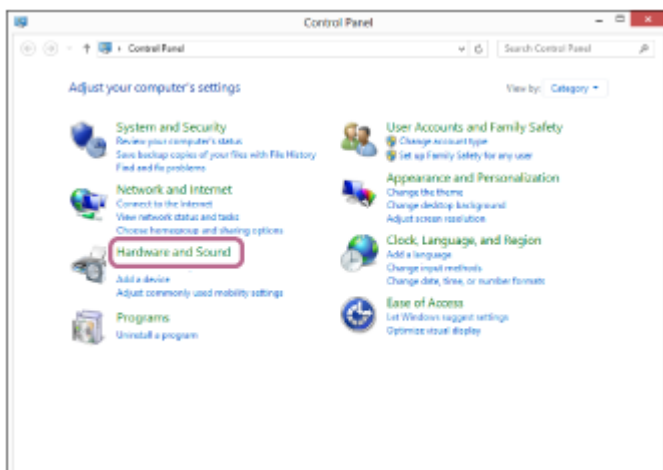 Control Panel
Control Panel
Search Control Panel
Adjust your computer's settings
View by: Category
System and Security
Review your computer's status
Save backup copies of your files with File History
Find and fix problems
Network and Internet
Connect to the Internet
View network status and tasks
Choose homegroup and sharing options
Hardware and Sound
Add a device
Adjust commonly used mobility settings
Programs
Uninstall a program
User Accounts and Family Safety
Change account type
Set up Family Safety for any user
Appearance and Personalization
Change the theme
Change desktop background
Adjust screen resolution
Clock, Language, and Region
Add a language
Change input methods
Change date, time, or number formats
Ease of Access
Let Windows suggest settings
Optimize visual display